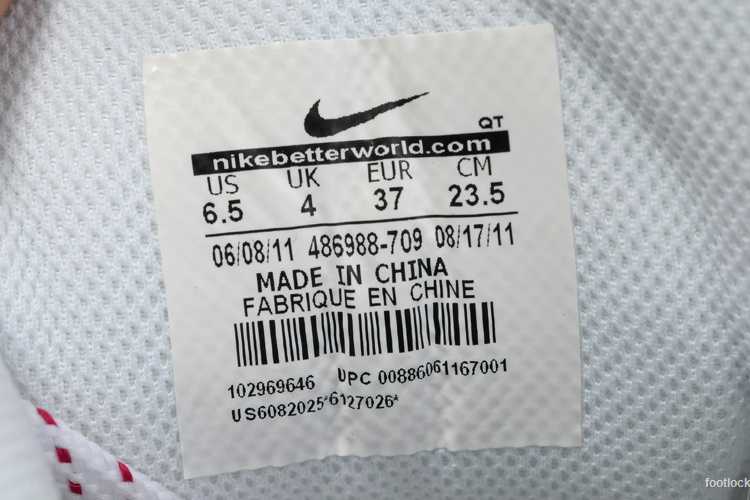 QT
nikebetterworld.com
US UK EUR CM
6.5 4 37 23.5
06/08/11 486988-709 08/17/11
MADE IN CHINA
FABRIQUE EN CHINE
102969646 UPC 00886061167001
US6082025*6127026*
footlock